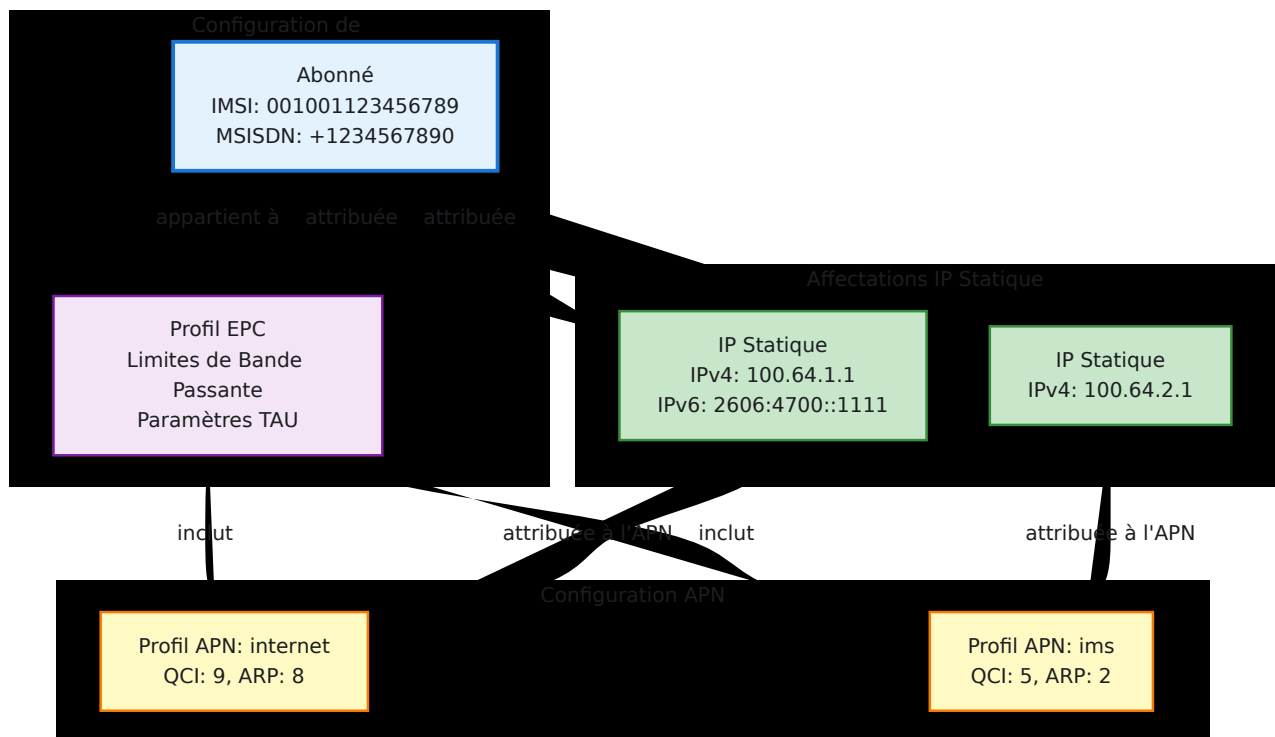 Configuration de
Abonné
IMSI: 001001123456789
MSISDN: +1234567890
appartient à
attribuée
attribuée
Affectations IP Statique
Profil EPC
Limites de Bande
Passante
Paramètres TAU
IP Statique
IPv4: 100.64.1.1
IPv6: 2606:4700::1111
IP Statique
IPv4: 100.64.2.1
inclut
attribuée à l'APN
inclut
attribuée à l'APN
Configuration APN
Profil APN: internet
QCI: 9, ARP: 8
Profil APN: ims
QCI: 5, ARP: 2